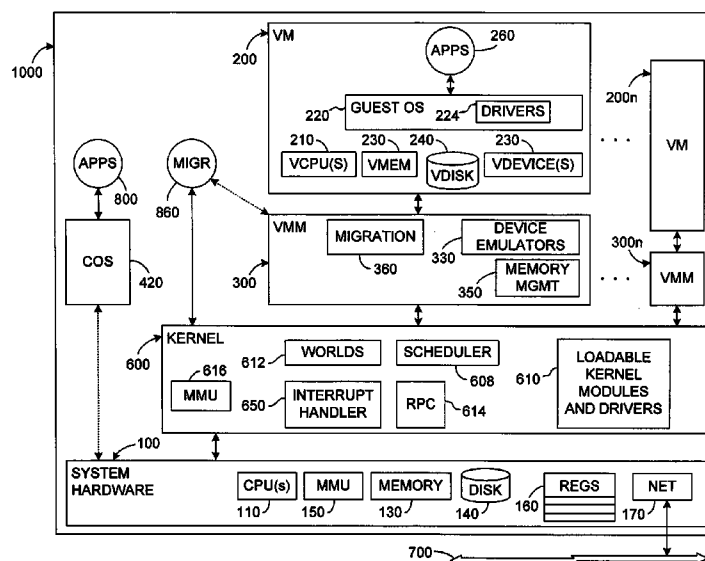 1000
VM
200
APPS
260
220
GUEST OS
224
DRIVERS
210
VCPU(S)
230
VMEM
240
VDISK
230
VDEVICE(S)
200n
VM
. . .
APPS
800
MIGR
860
COS
420
VMM
300
MIGRATION
360
DEVICE
EMULATORS
330
350
MEMORY
MGMT
. . .
300n
VMM
600
KERNEL
616
MMU
612
WORLDS
SCHEDULER
608
650
INTERRUPT
HANDLER
RPC
614
610
LOADABLE
KERNEL
MODULES
AND DRIVERS
100
SYSTEM
HARDWARE
CPU(s)
110
MMU
150
MEMORY
130
DISK
140
160
REGS
NET
170
700